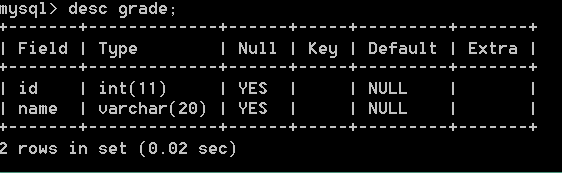 mysql> desc grade;
+-------+-------------+------+-----+---------+-------+
| Field | Type        | Null | Key | Default | Extra |
+-------+-------------+------+-----+---------+-------+
| id    | int(11)     | YES  |     | NULL    |       |
| name  | varchar(20) | YES  |     | NULL    |       |
+-------+-------------+------+-----+---------+-------+
2 rows in set (0.02 sec)